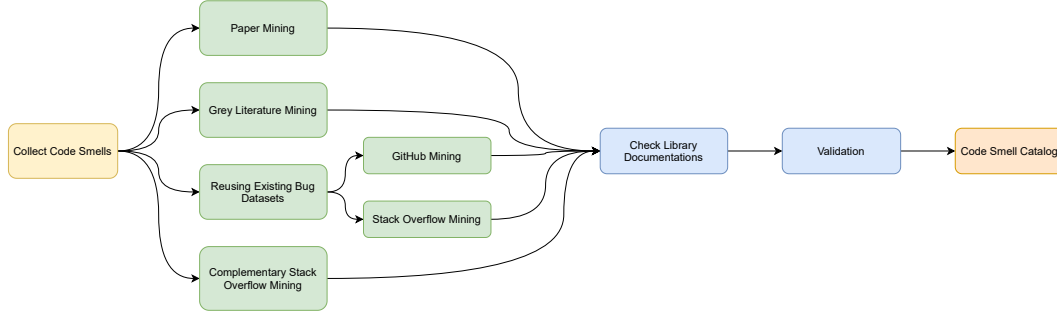 Paper Mining
Grey Literature Mining
Collect Code Smells
GitHub Mining
Check Library
Documentations
Validation
Code Smell Catalog
Reusing Existing Bug
Datasets
Stack Overflow Mining
Complementary Stack
Overflow Mining